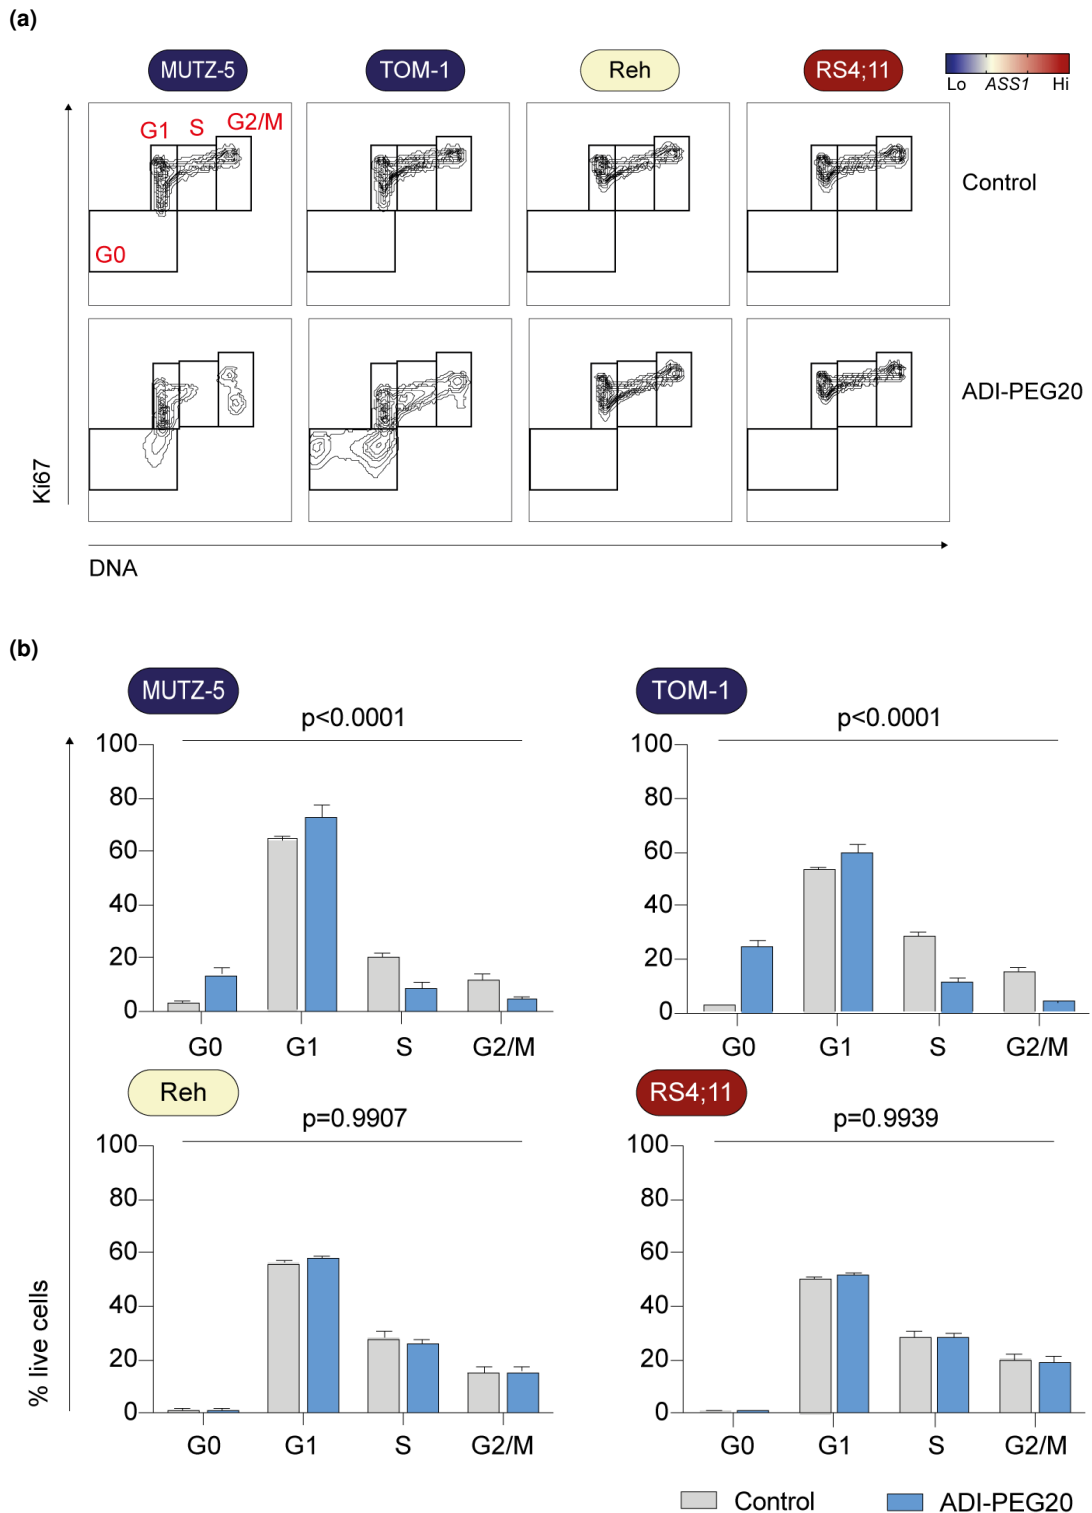 (a)
MUTZ-5 TOM-1 Reh RS4;11
Lo ASS1 Hi
G1 S G2/M
G0
Control
ADI-PEG20
Ki67
DNA
(b)
MUTZ-5 TOM-1
p<0.0001 p<0.0001
100 100
80 80
60 60
40 40
20 20
0 0
G0 G1 S G2/M G0 G1 S G2/M
Reh RS4;11
p=0.9907 p=0.9939
100 100
80 80
60 60
40 40
20 20
0 0
G0 G1 S G2/M G0 G1 S G2/M
% live cells
Control ADI-PEG20